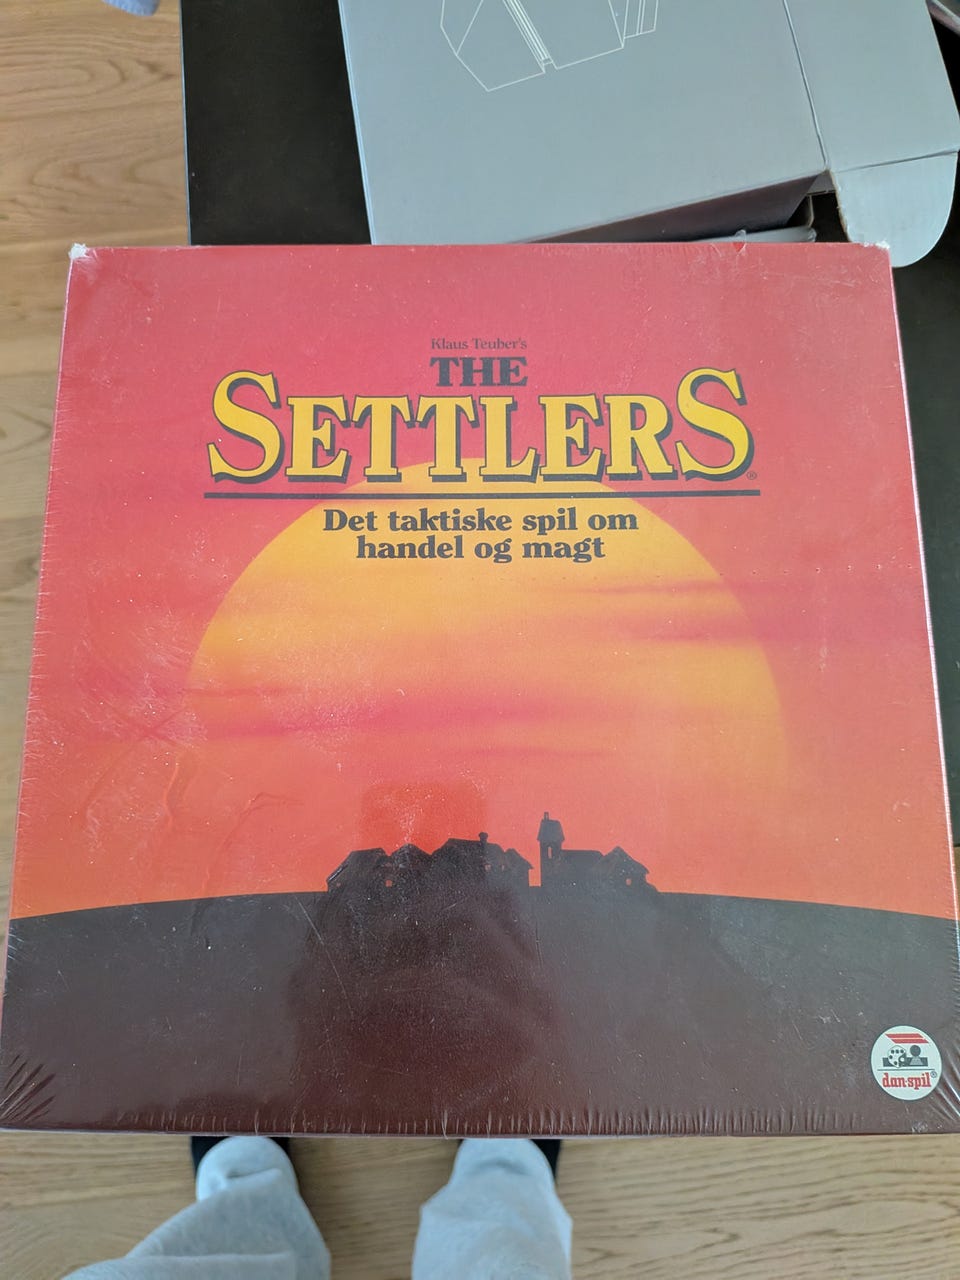 Klaus Teuber's
THE
SETTLERS®
Det taktiske spil om
handel og magt
dan-spil®